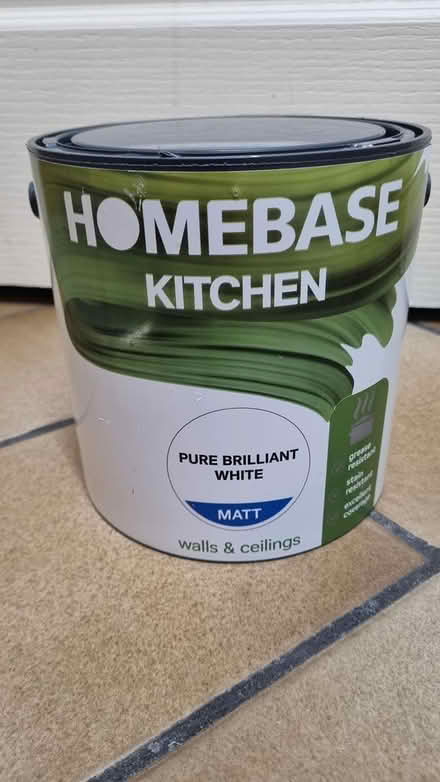 HOMEBASE
KITCHEN
PURE BRILLIANT
WHITE
MATT
walls & ceilings
grease
resistant
stain
resistant
excellent
coverage